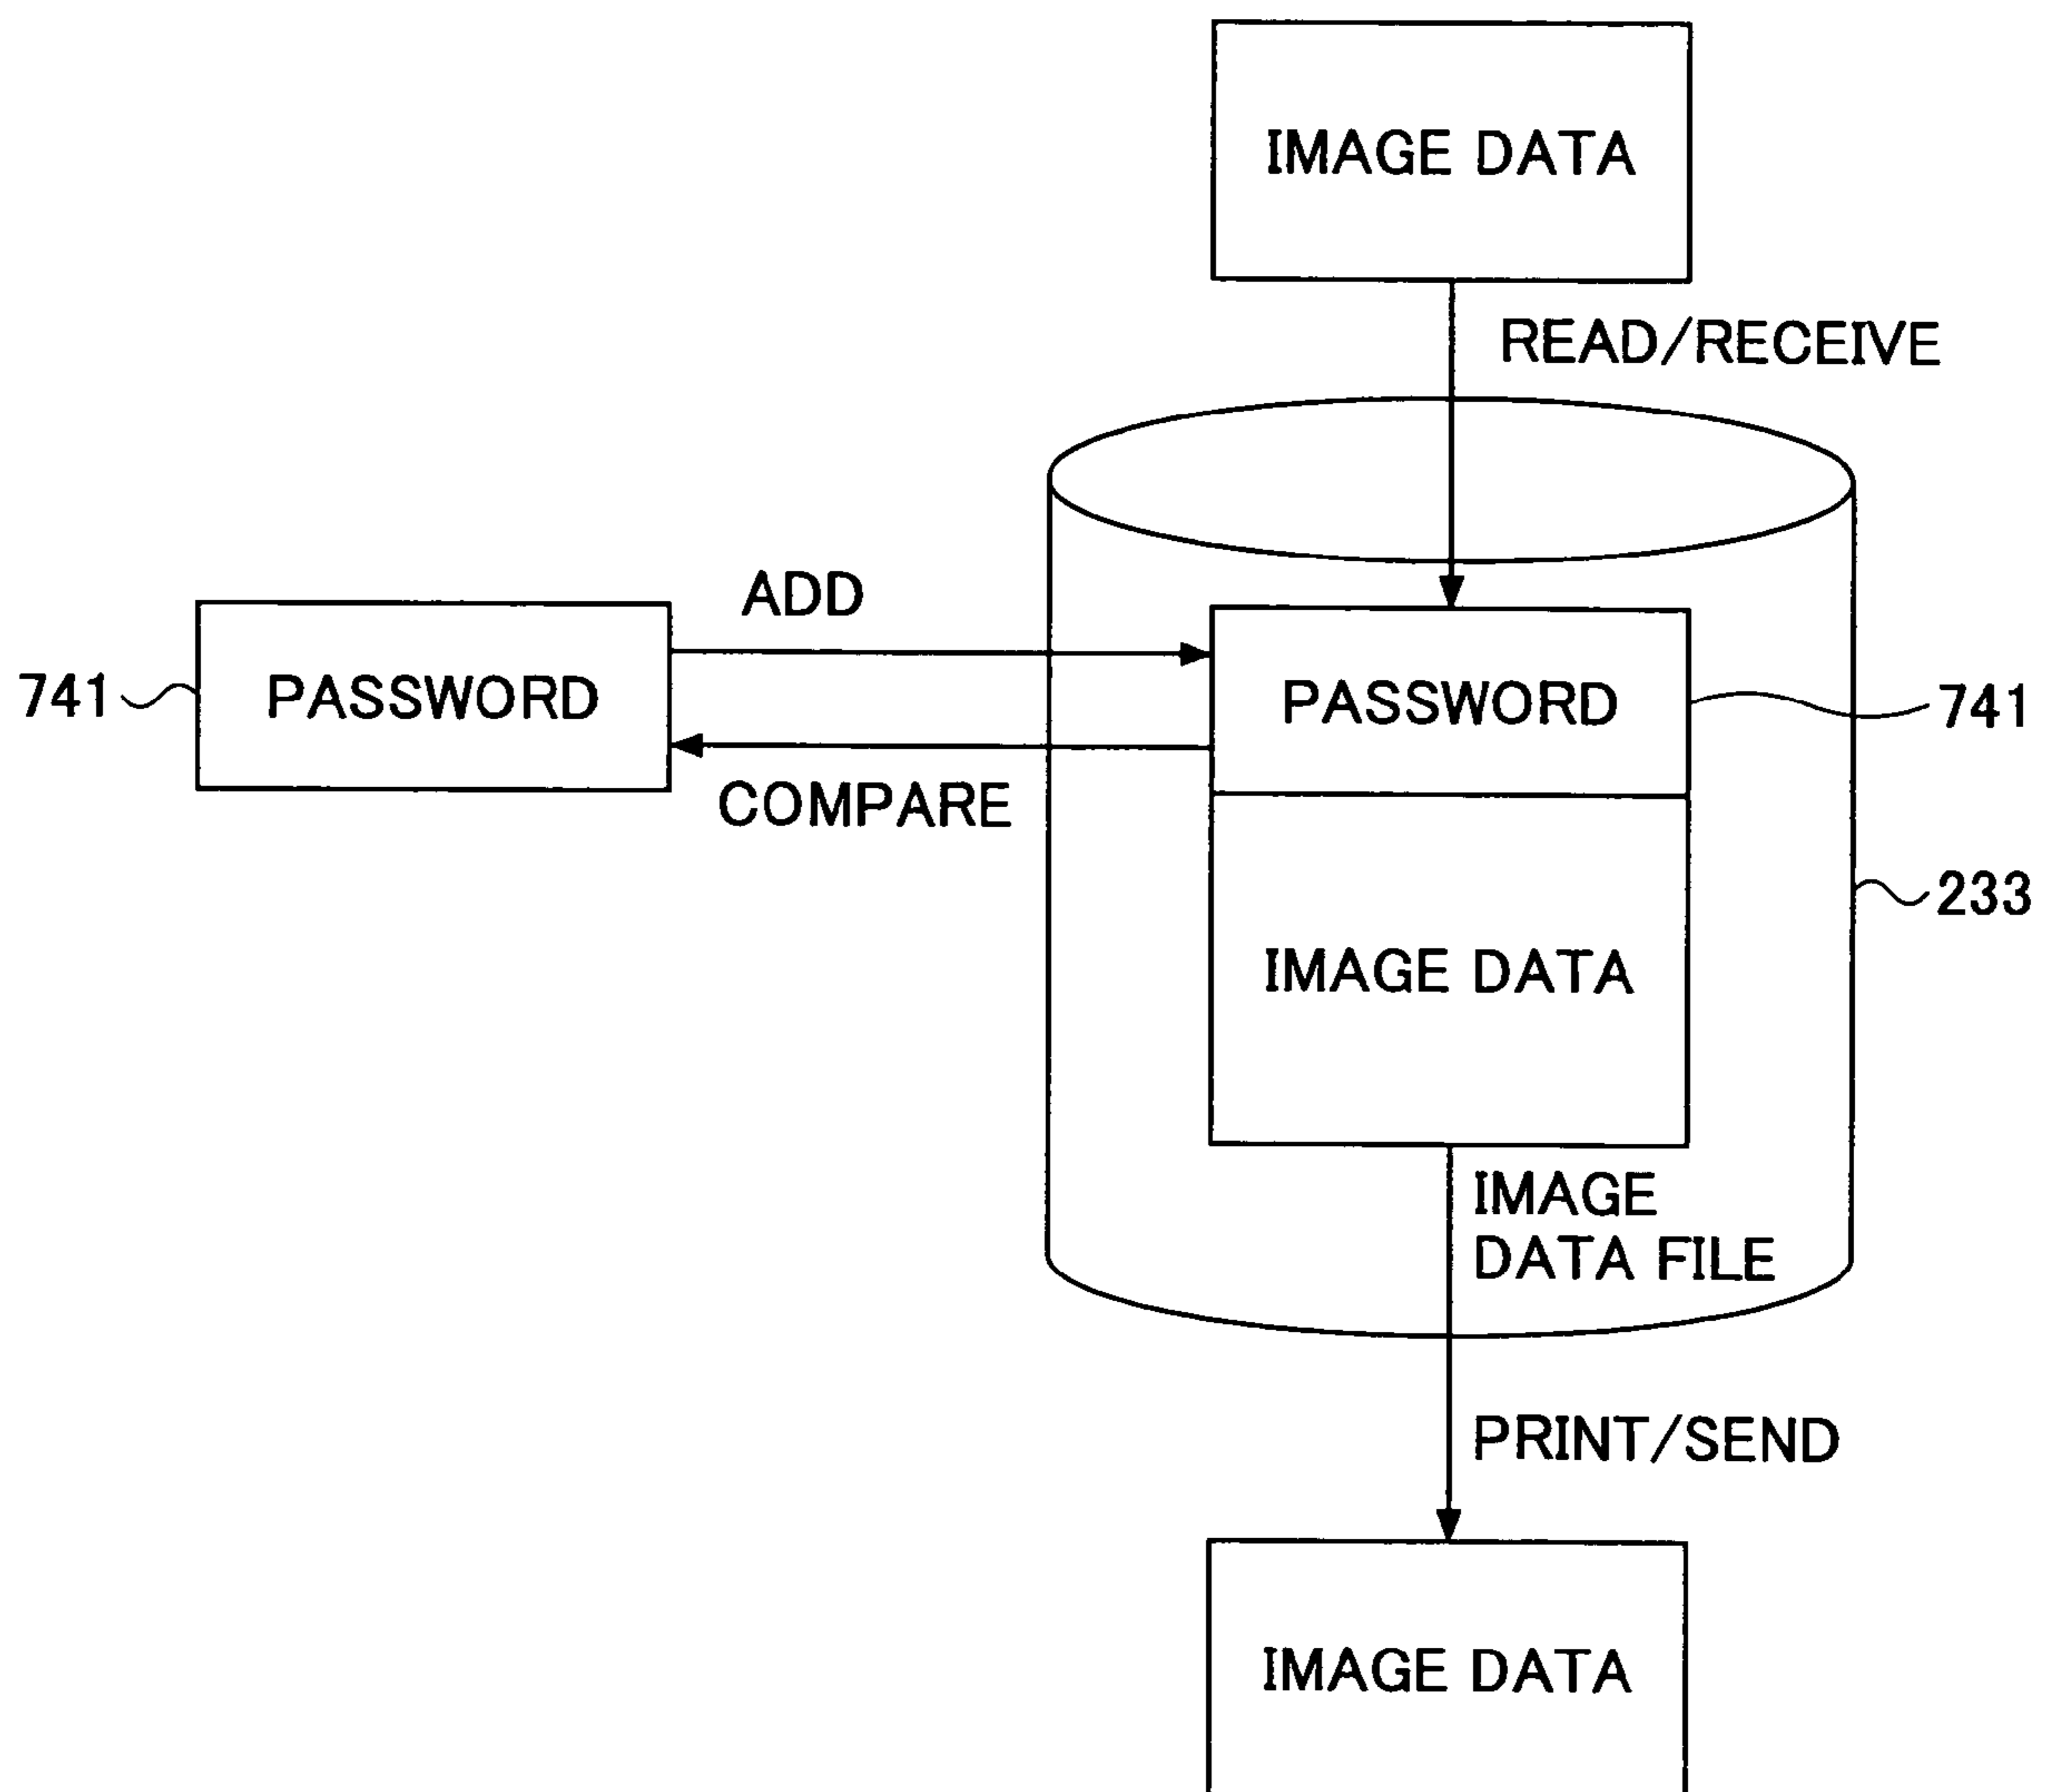 IMAGE DATA
READ/RECEIVE
ADD
741
PASSWORD
PASSWORD
741
COMPARE
233
IMAGE DATA
IMAGE
DATA FILE
PRINT/SEND
IMAGE DATA